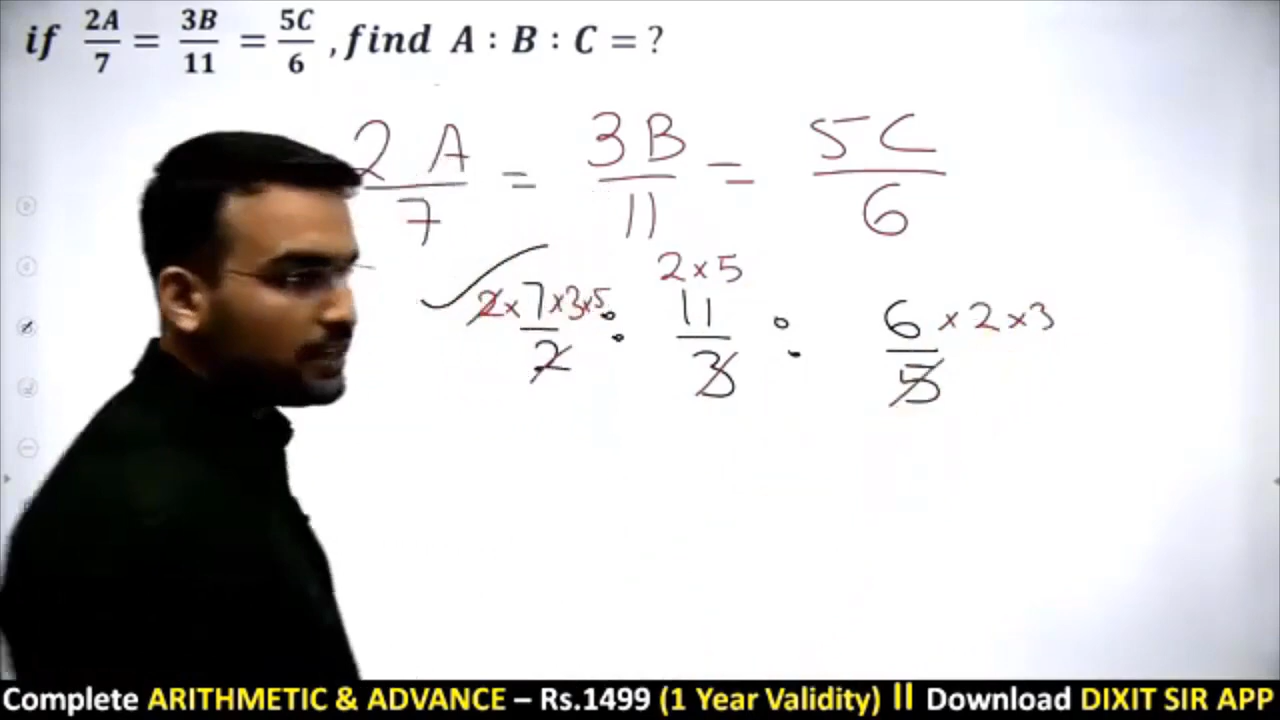 if 2A/7 = 3B/11 = 5C/6 , find A : B : C = ?
2A/7 = 3B/11 = 5C/6
2 × 5
2 × 7 × 3 × 5 / 2 : 11/3 : 6 × 2 × 3 / 5
Complete ARITHMETIC & ADVANCE – Rs.1499 (1 Year Validity) II Download DIXIT SIR APP